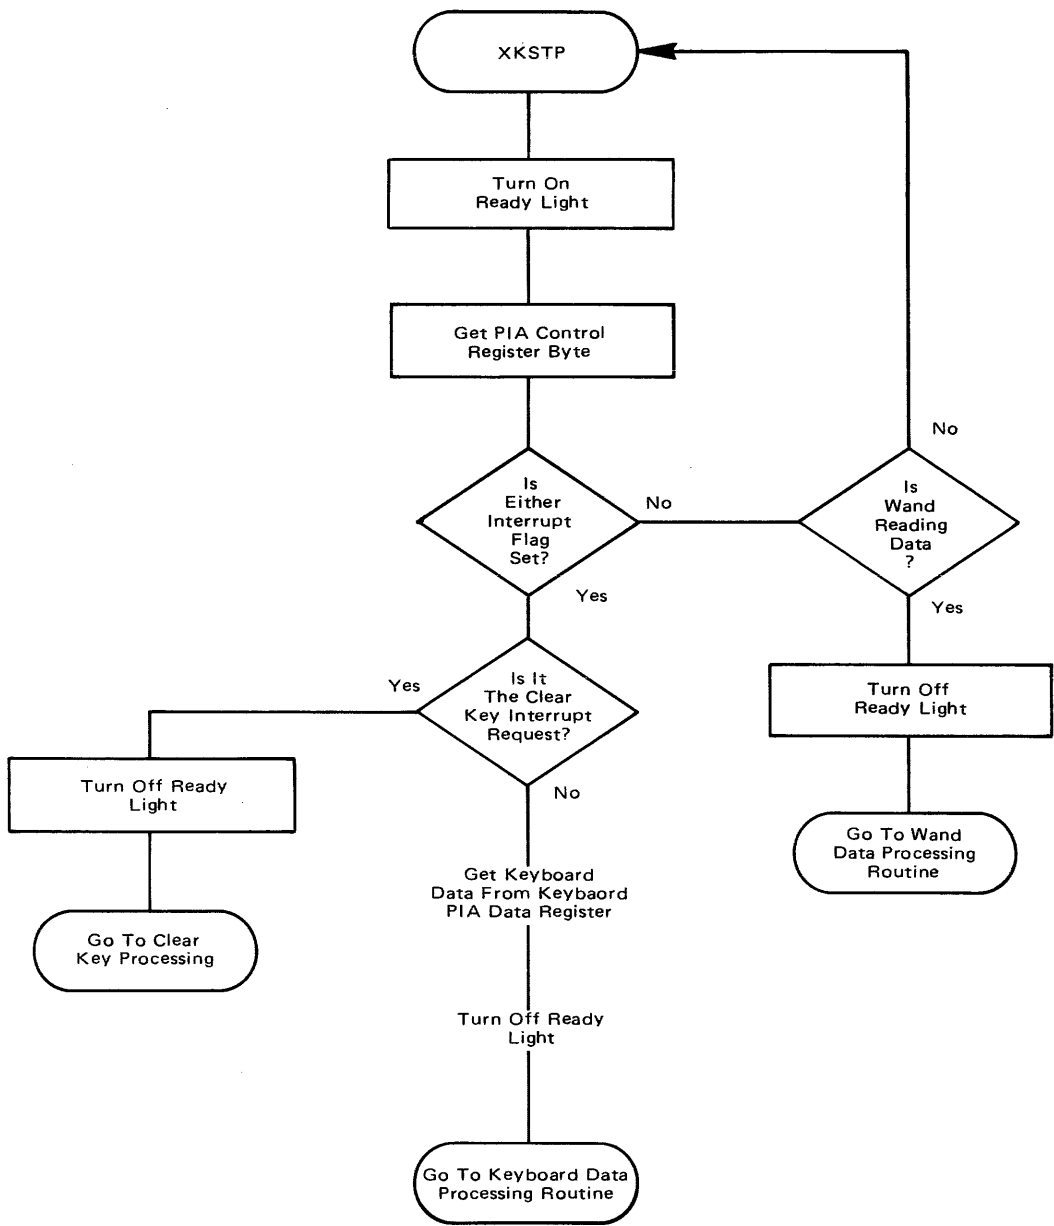 XKSTP
Turn On
Ready Light
Get PIA Control
Register Byte
No
Is
Either
Interrupt
Flag
Set?
No
Is
Wand
Reading
Data
?
Yes
Yes
Is It
The Clear
Key Interrupt
Request?
Yes
Turn Off
Ready Light
Turn Off Ready
Light
No
Go To Wand
Data Processing
Routine
Get Keyboard
Data From Keybaord
PIA Data Register
Go To Clear
Key Processing
Turn Off Ready
Light
Go To Keyboard Data
Processing Routine